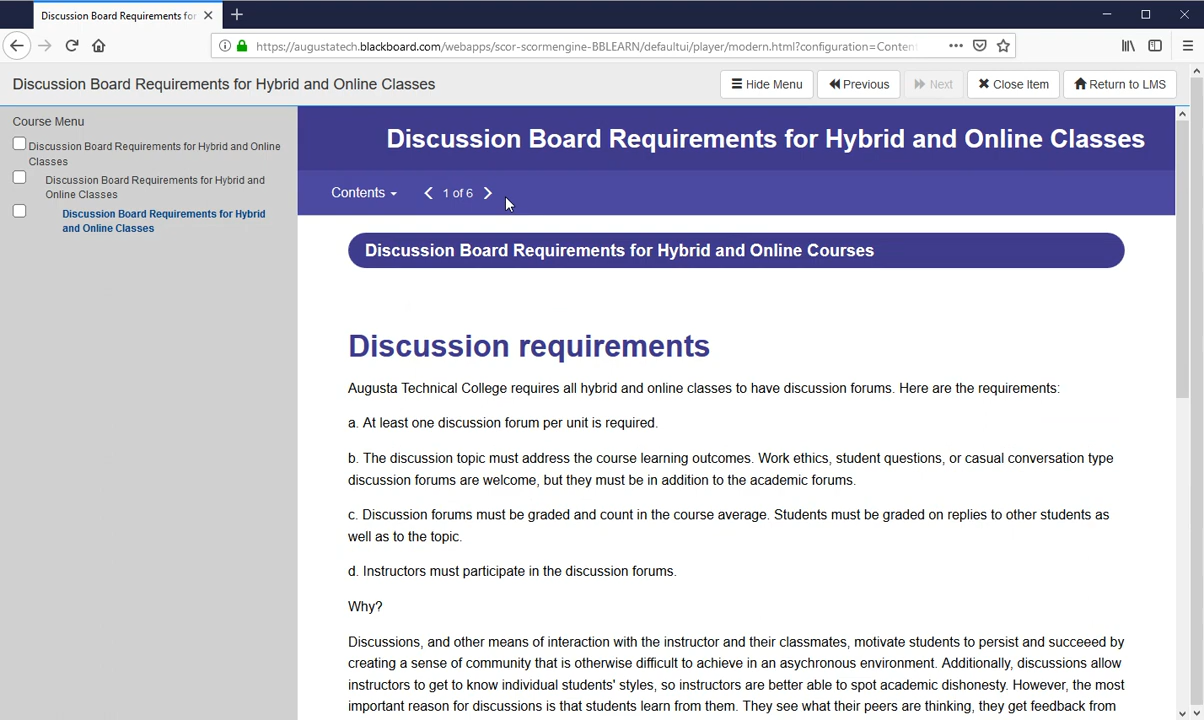 Discussion Board Requirements for
https://augustatech.blackboard.com/webapps/scor-scormengine-BBLEARN/defaultui/player/modern.html?configuration=Content
Discussion Board Requirements for Hybrid and Online Classes
Hide Menu
Previous
Next
Close Item
Return to LMS
Course Menu
Discussion Board Requirements for Hybrid and Online
Classes
Discussion Board Requirements for Hybrid and
Online Classes
Discussion Board Requirements for Hybrid
and Online Classes
Discussion Board Requirements for Hybrid and Online Classes
Contents
1 of 6
Discussion Board Requirements for Hybrid and Online Courses
Discussion requirements
Augusta Technical College requires all hybrid and online classes to have discussion forums. Here are the requirements:
a. At least one discussion forum per unit is required.
b. The discussion topic must address the course learning outcomes. Work ethics, student questions, or casual conversation type
discussion forums are welcome, but they must be in addition to the academic forums.
c. Discussion forums must be graded and count in the course average. Students must be graded on replies to other students as
well as to the topic.
d. Instructors must participate in the discussion forums.
Why?
Discussions, and other means of interaction with the instructor and their classmates, motivate students to persist and succeeed by
creating a sense of community that is otherwise difficult to achieve in an asychronous environment. Additionally, discussions allow
instructors to get to know individual students' styles, so instructors are better able to spot academic dishonesty. However, the most
important reason for discussions is that students learn from them. They see what their peers are thinking, they get feedback from